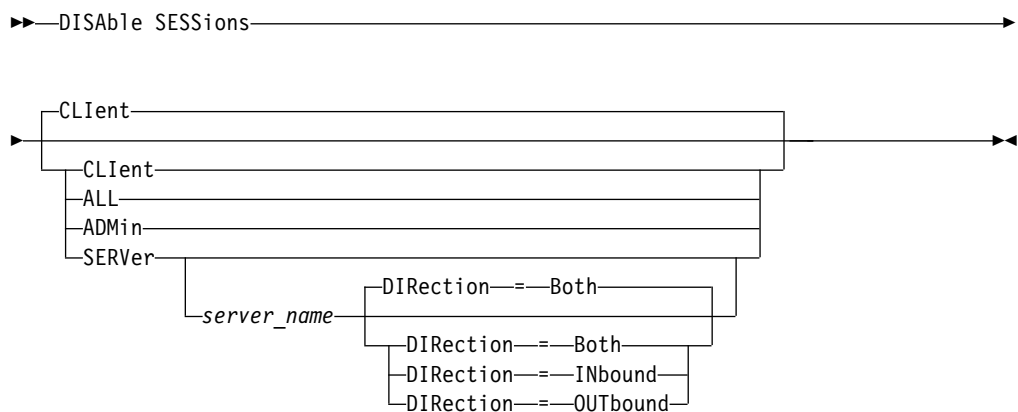 DISAble SESSions
CLIent
CLIent
ALL
ADMin
SERVer
DIRection = Both
server_name
DIRection = Both
DIRection = INbound
DIRection = OUTbound